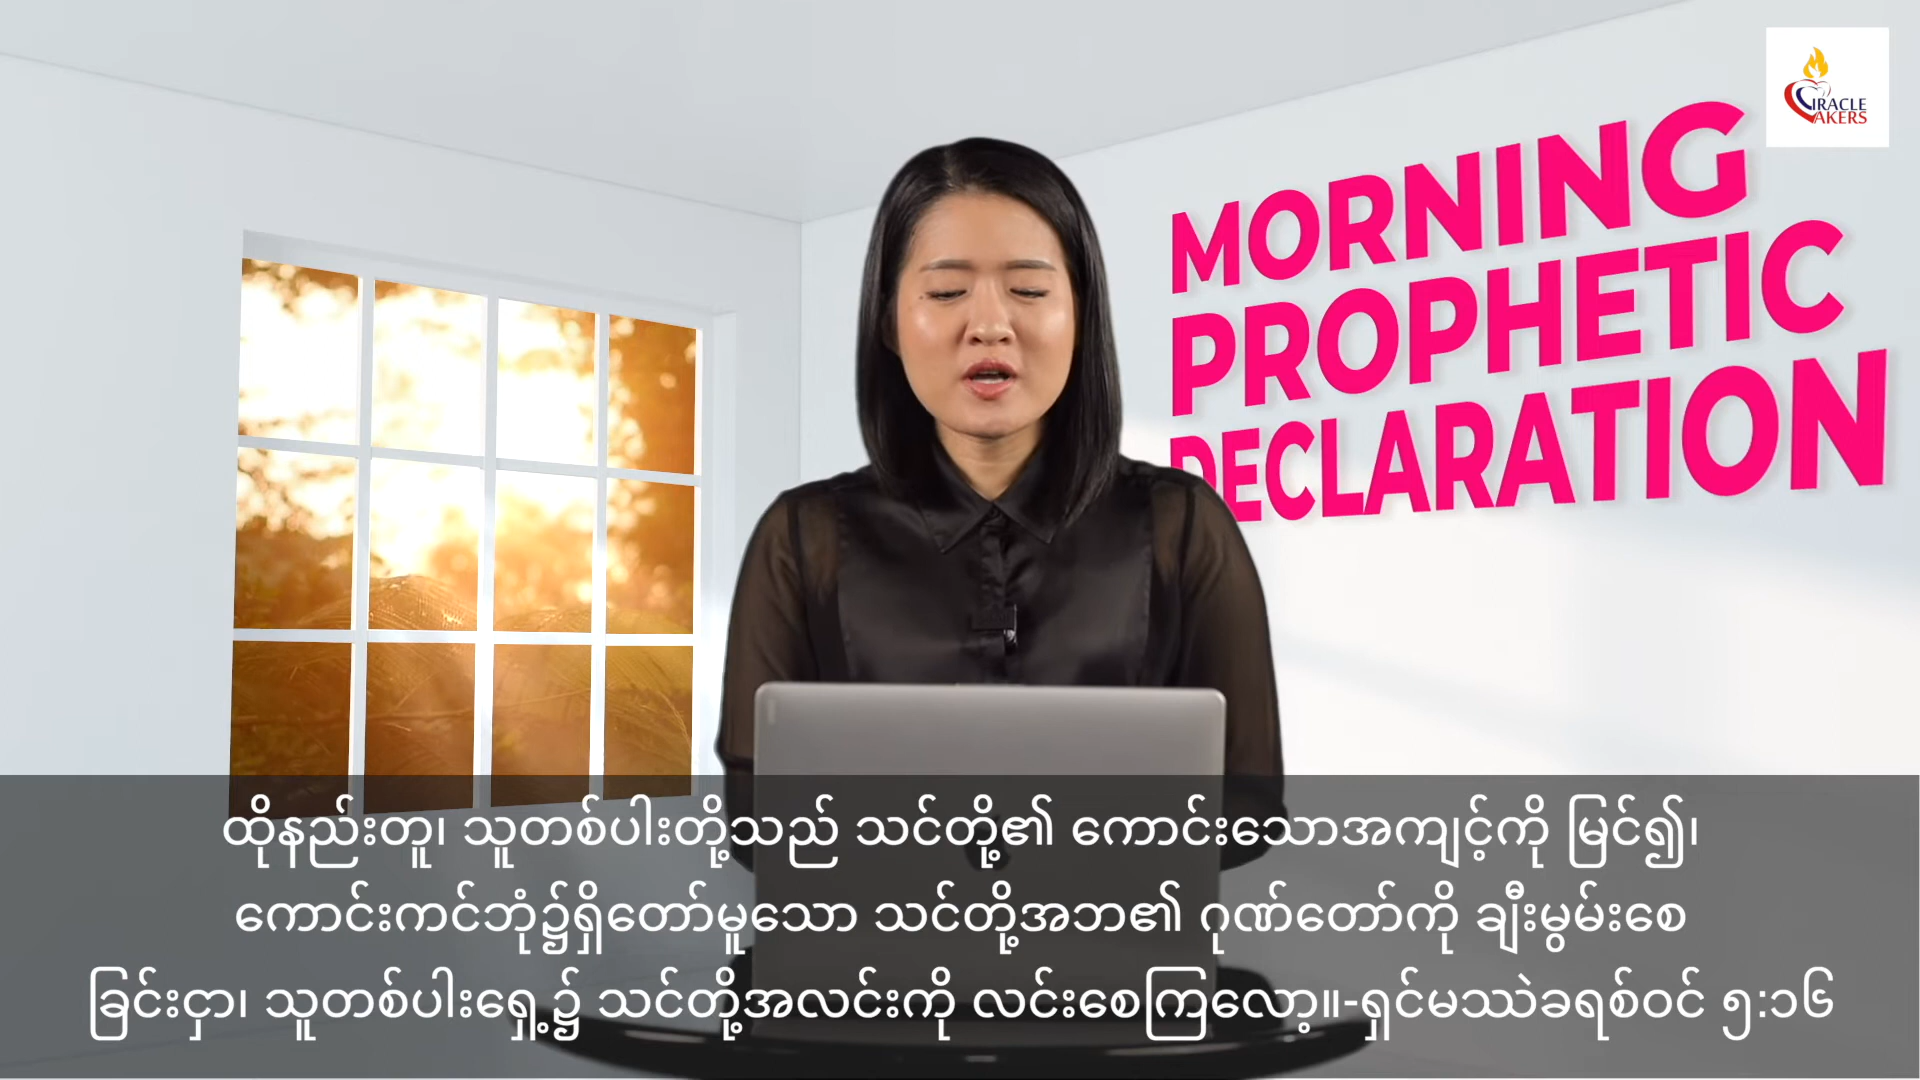 IRACLE
AKERS
MORNING
PROPHETIC
DECLARATION
ထိုနည်းတူ၊ သူတစ်ပါးတို့သည် သင်တို့၏ ကောင်းသောအကျင့်ကို မြင်၍၊
ကောင်းကင်ဘုံ၌ရှိတော်မူသော သင်တို့အဘ၏ ဂုဏ်တော်ကို ချီးမွမ်းစေ
ခြင်းငှာ၊ သူတစ်ပါးရှေ့၌ သင်တို့အလင်းကို လင်းစေကြလော့။-ရှင်မဿဲခရစ်ဝင် ၅:၁၆